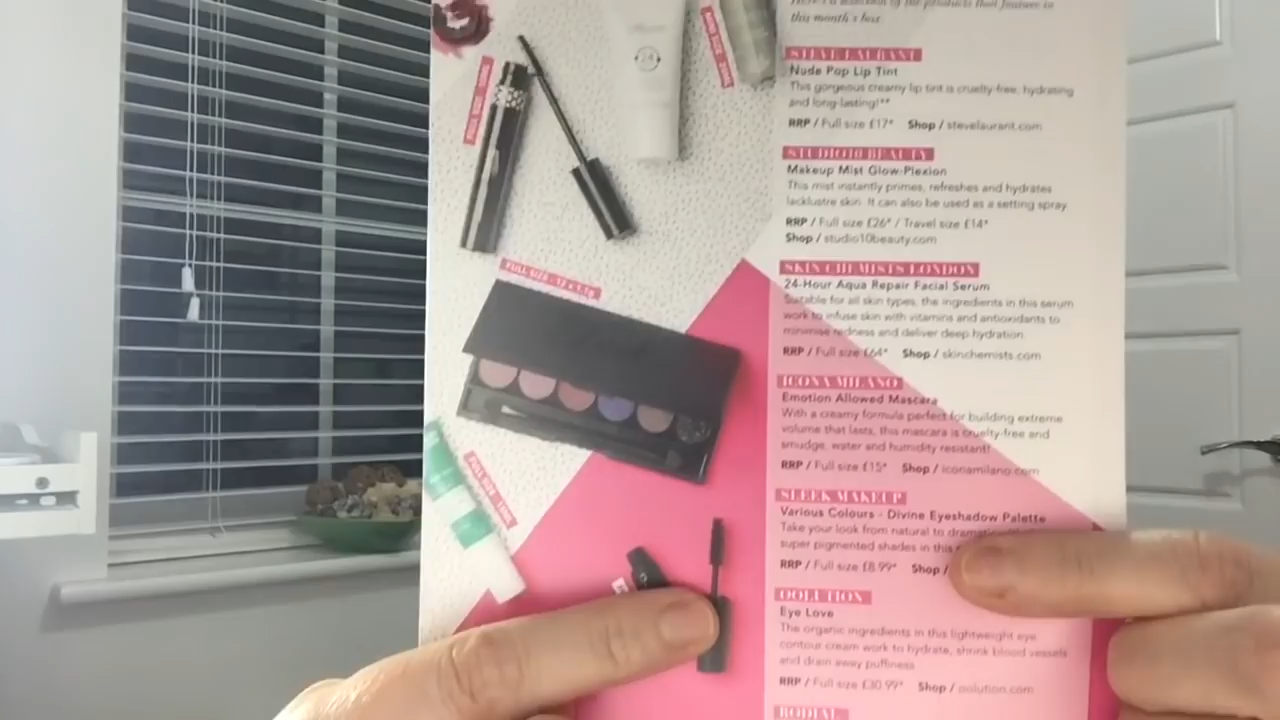 this month's box.
STEVE LAURANT
Nude Pop Lip Tint
This gorgeous creamy lip tint is cruelty-free, hydrating
and long-lasting!**
RRP / Full size £17* Shop / stevelaurant.com
STUDIO10 BEAUTY
Makeup Mist Glow-Plexion
This mist instantly primes, refreshes and hydrates
lacklustre skin. It can also be used as a setting spray
RRP / Full size £26* / Travel size £14*
Shop / studio10beauty.com
SKIN CHEMISTS LONDON
24-Hour Aqua Repair Facial Serum
Suitable for all skin types, the ingredients in this serum
work to infuse skin with vitamins and antioxidants to
minimise redness and deliver deep hydration.
RRP / Full size £64* Shop / skinchemists.com
ICONA MILANO
Emotion Allowed Mascara
With a creamy formula perfect for building extreme
volume that lasts, this mascara is cruelty-free and
smudge, water and humidity resistant!
RRP / Full size £15* Shop / iconamilano.com
SLEEK MAKEUP
Various Colours - Divine Eyeshadow Palette
Take your look from natural to dramatic
super pigmented shades in this
RRP / Full size £8.99* Shop /
OOLUTION
Eye Love
The organic ingredients in this lightweight eye
contour cream work to hydrate, shrink blood vessels
and drain away puffiness
RRP / Full size £30.99* Shop / oolution.com
RODIAL
FULL SIZE - 12 x 1.1g
24